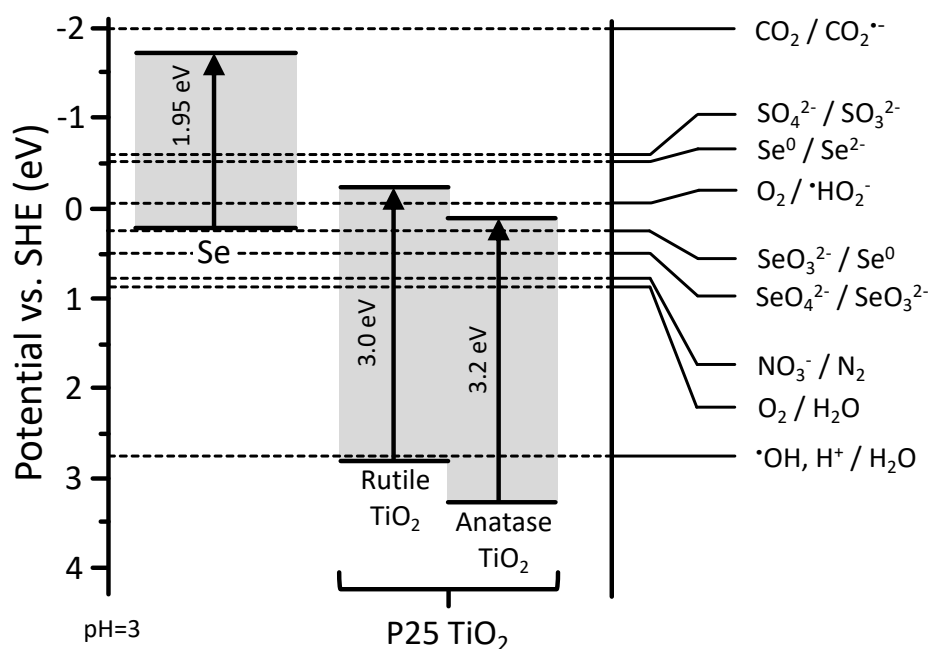 Potential vs. SHE (eV)
-2
-1
0
1
2
3
4
1.95 eV
Se
3.0 eV
3.2 eV
Rutile
TiO₂
Anatase
TiO₂
P25 TiO₂
pH=3
CO₂ / CO₂•⁻
SO₄²⁻ / SO₃²⁻
Se⁰ / Se²⁻
O₂ / •HO₂⁻
SeO₃²⁻ / Se⁰
SeO₄²⁻ / SeO₃²⁻
NO₃⁻ / N₂
O₂ / H₂O
•OH, H⁺ / H₂O